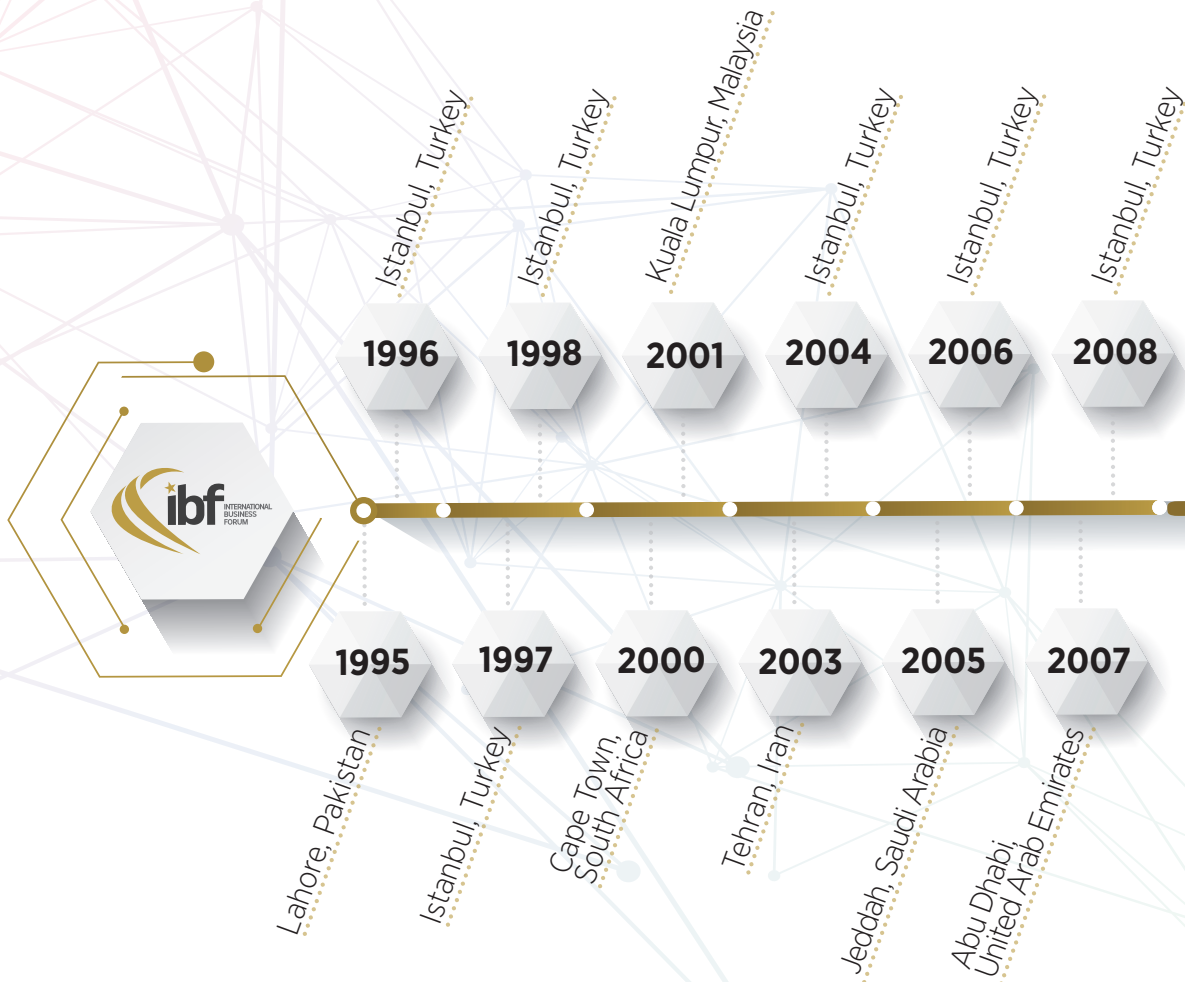 Istanbul, Turkey
Istanbul, Turkey
Kuala Lumpur, Malaysia
Istanbul, Turkey
Istanbul, Turkey
Istanbul, Turkey
1996
1998
2001
2004
2006
2008
ibf
INTERNATIONAL
BUSINESS
FORUM
1995
1997
2000
2003
2005
2007
Lahore, Pakistan
Istanbul, Turkey
Cape Town,
South Africa
Tehran, Iran
Jeddah, Saudi Arabia
Abu Dhabi,
United Arab Emirates